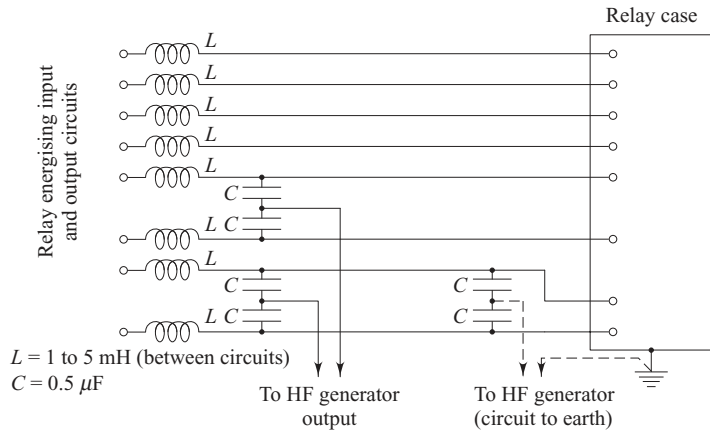 Relay case
Relay energising input
and output circuits
L
L
L
L
L
C
C
L
L
C
C
L
C
C
L = 1 to 5 mH (between circuits)
C = 0.5 μF
To HF generator
output
To HF generator
(circuit to earth)